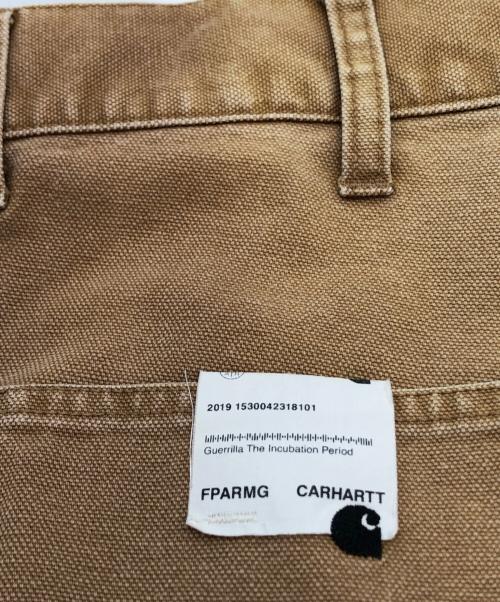 2019 1530042318101
Guerrilla The Incubation Period
FPARMG CARHARTT